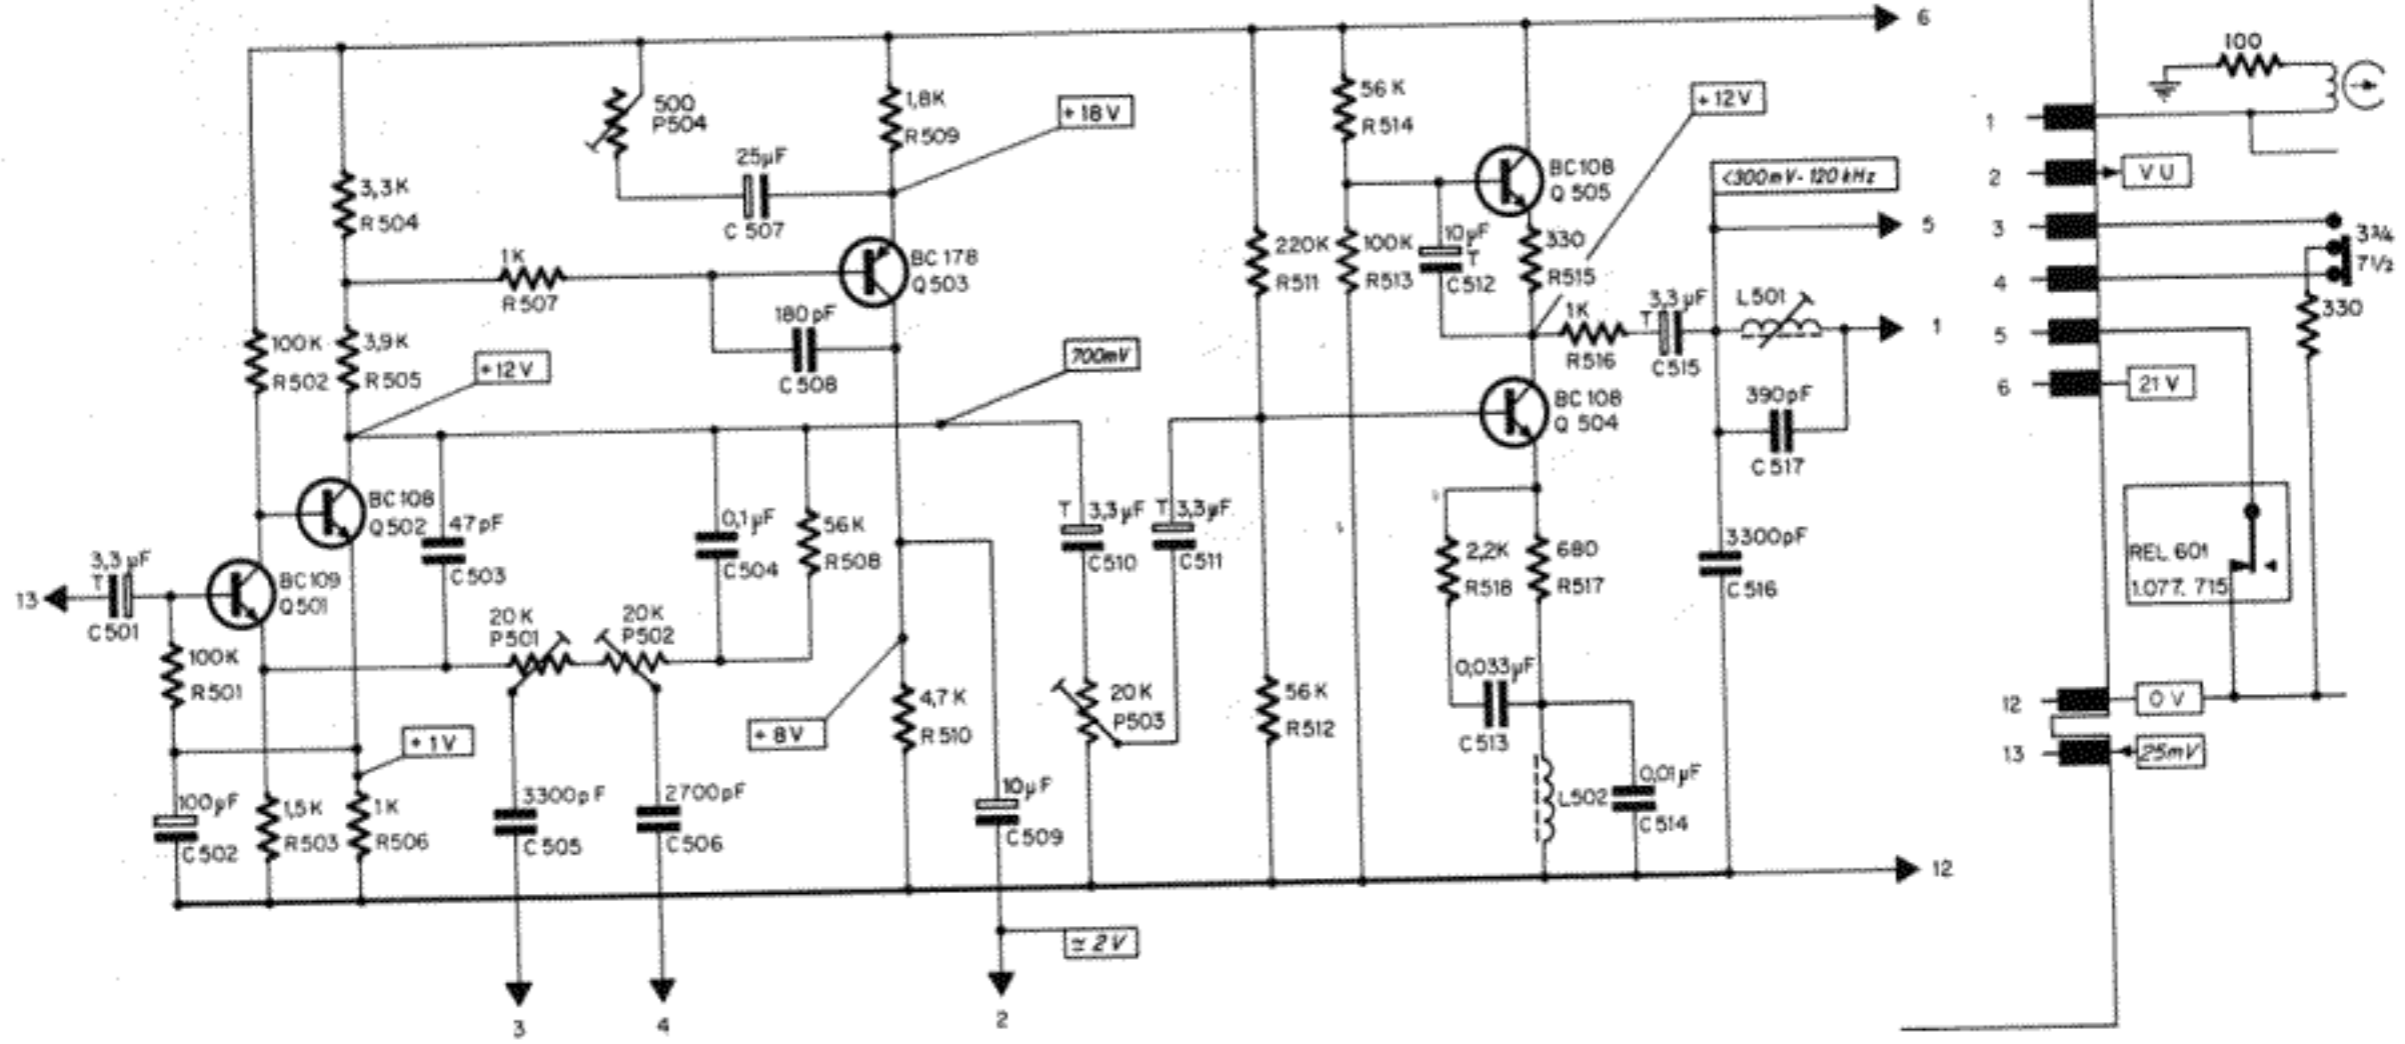 6
500
P504
1,8K
R509
+18V
25µF
C507
3,3K
R504
1K
R507
BC178
Q503
180pF
C508
100K
R502
3,9K
R505
+12V
700mV
BC108
Q502
47pF
C503
0,1µF
C504
56K
R508
T 3,3µF
C510
T 3,3µF
C511
3,3µF
T
13
C501
BC109
Q501
20K
P501
20K
P502
100K
R501
+1V
+8V
4,7K
R510
20K
P503
56K
R512
100µF
C502
1,5K
R503
1K
R506
3300pF
C505
2700pF
C506
10µF
C509
≃2V
3
4
2
56K
R514
+12V
BC108
Q505
<300mV-120kHz
220K
R511
100K
R513
10µF
T
C512
330
R515
5
1K
R516
3,3µF
T
C515
L501
1
BC108
Q504
390pF
C517
2,2K
R518
680
R517
3300pF
C516
0,033µF
C513
L502
0,01µF
C514
12
100
1
2
VU
3
3¾
7½
4
5
330
6
21V
REL 601
1.077.715
12
0V
13
25mV